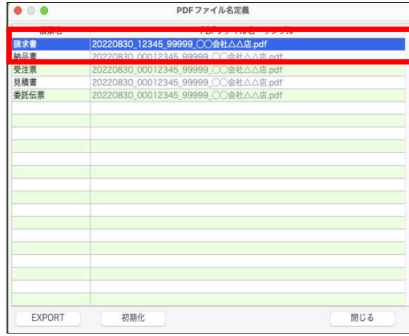 PDFファイル名定義
請求書 20220830_12345_99999_〇〇会社△△店.pdf
納品書 20220830_00012345_99999_〇〇会社△△店.pdf
受注票 20220830_00012345_99999_〇〇会社△△店.pdf
見積書 20220830_00012345_99999_〇〇会社△△店.pdf
委託伝票 20220830_00012345_99999_〇〇会社△△店.pdf
EXPORT 初期化 閉じる